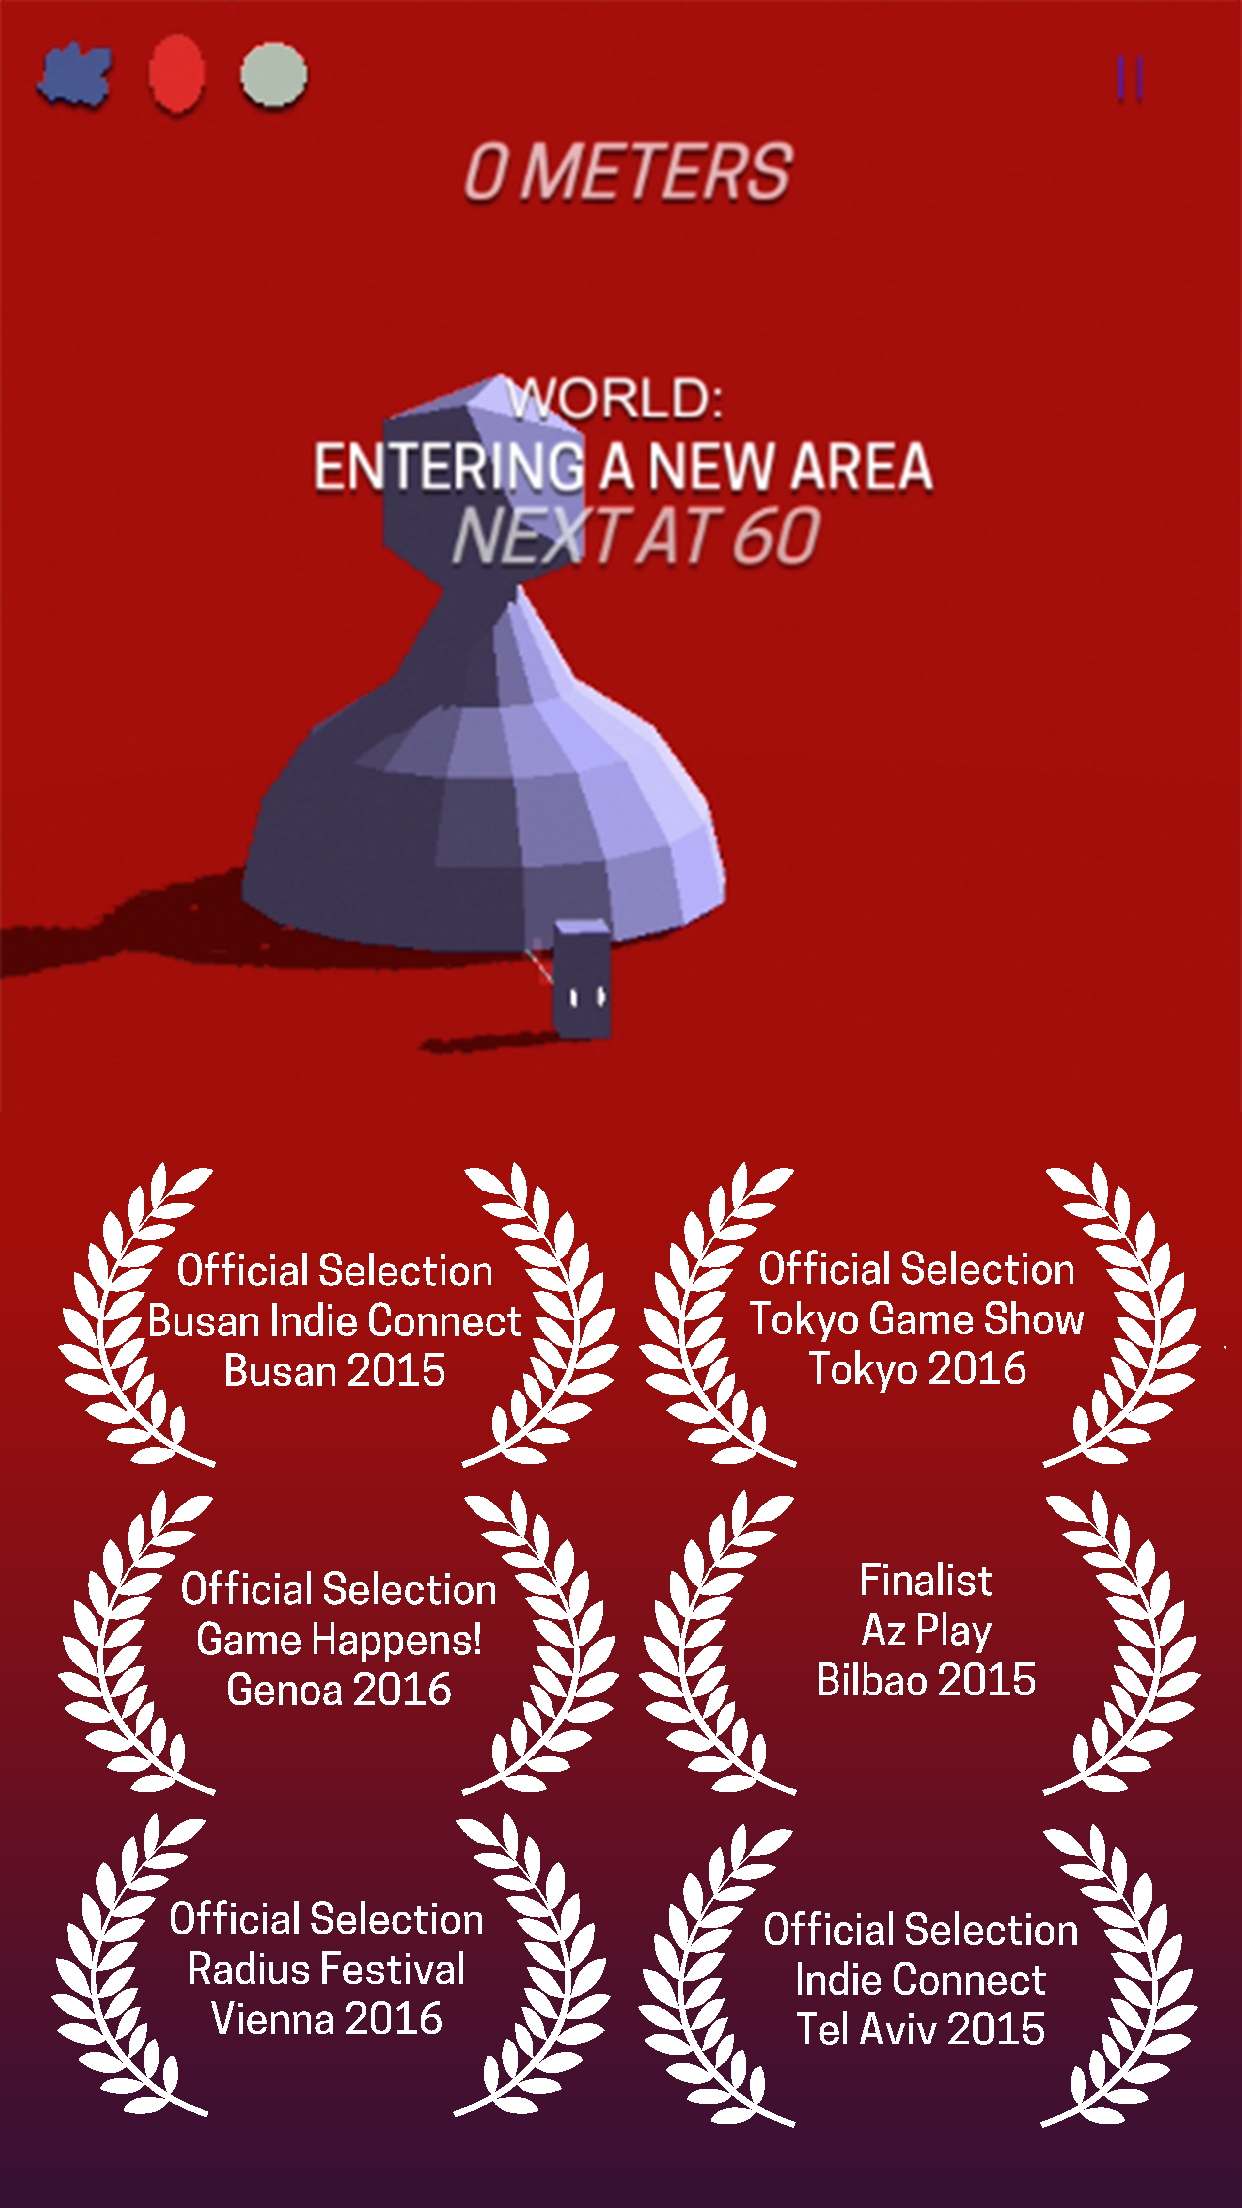 0 METERS
WORLD:
ENTERING A NEW AREA
NEXT AT 60
Official Selection
Busan Indie Connect
Busan 2015
Official Selection
Tokyo Game Show
Tokyo 2016
Official Selection
Game Happens!
Genoa 2016
Finalist
Az Play
Bilbao 2015
Official Selection
Radius Festival
Vienna 2016
Official Selection
Indie Connect
Tel Aviv 2015